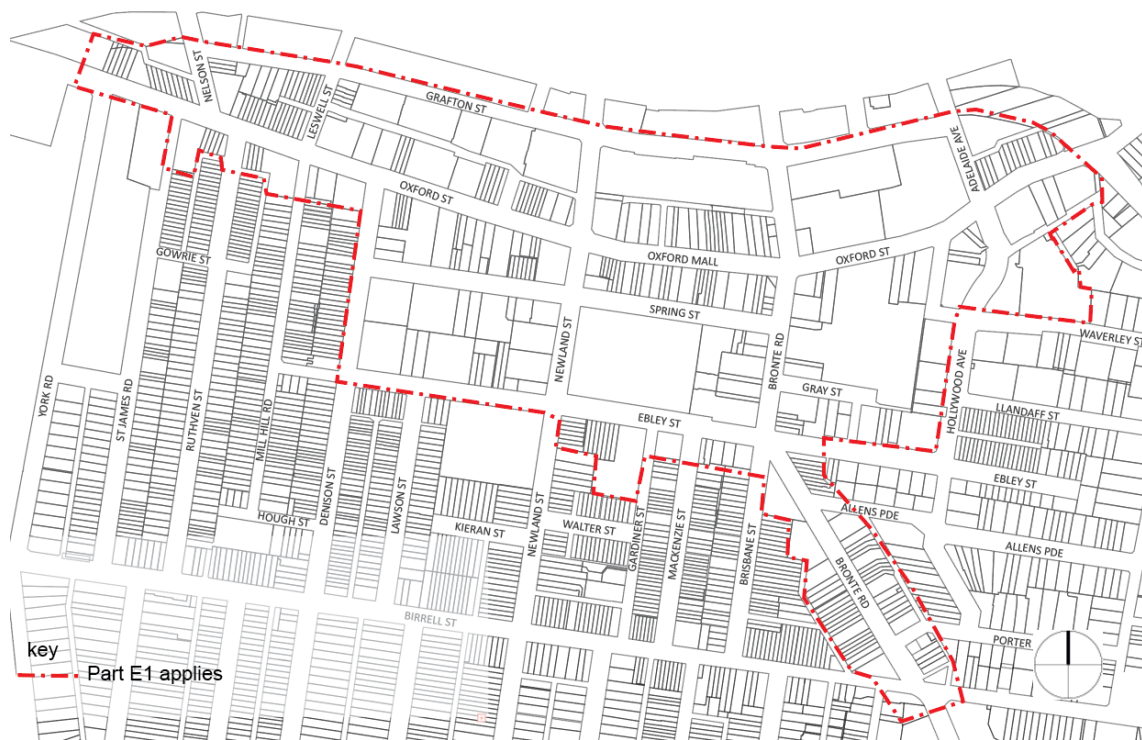 NELSON ST
LESWELL ST
GRAFTON ST
ADELAIDE AVE
OXFORD ST
OXFORD MALL
OXFORD ST
GOWRIE ST
SPRING ST
WAVERLEY ST
NEWLAND ST
BRONTE RD
GRAY ST
HOLLYWOOD AVE
LLANDAFF ST
YORK RD
ST JAMES RD
RUTHVEN ST
MILL HILL RD
EBLEY ST
EBLEY ST
DENISON ST
LAWSON ST
HOUGH ST
KIERAN ST
NEWLAND ST
WALTER ST
GARDINER ST
MACKENZIE ST
BRISBANE ST
ALLENS PDE
ALLENS PDE
BRONTE RD
BIRRELL ST
PORTER
key
Part E1 applies